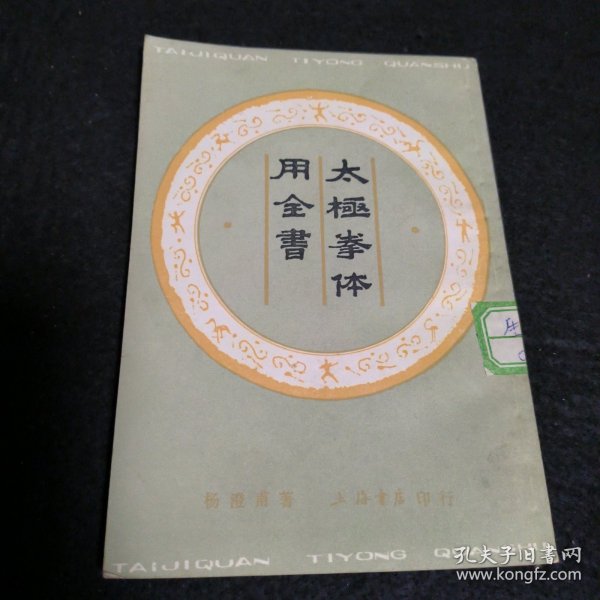 TAIJIQUAN TIYONG QUANSHU
太極拳体
用全書
杨澄甫著 上海書店印行
TAIJIQUAN TIYONG
孔夫子旧书网
www.kongfz.com